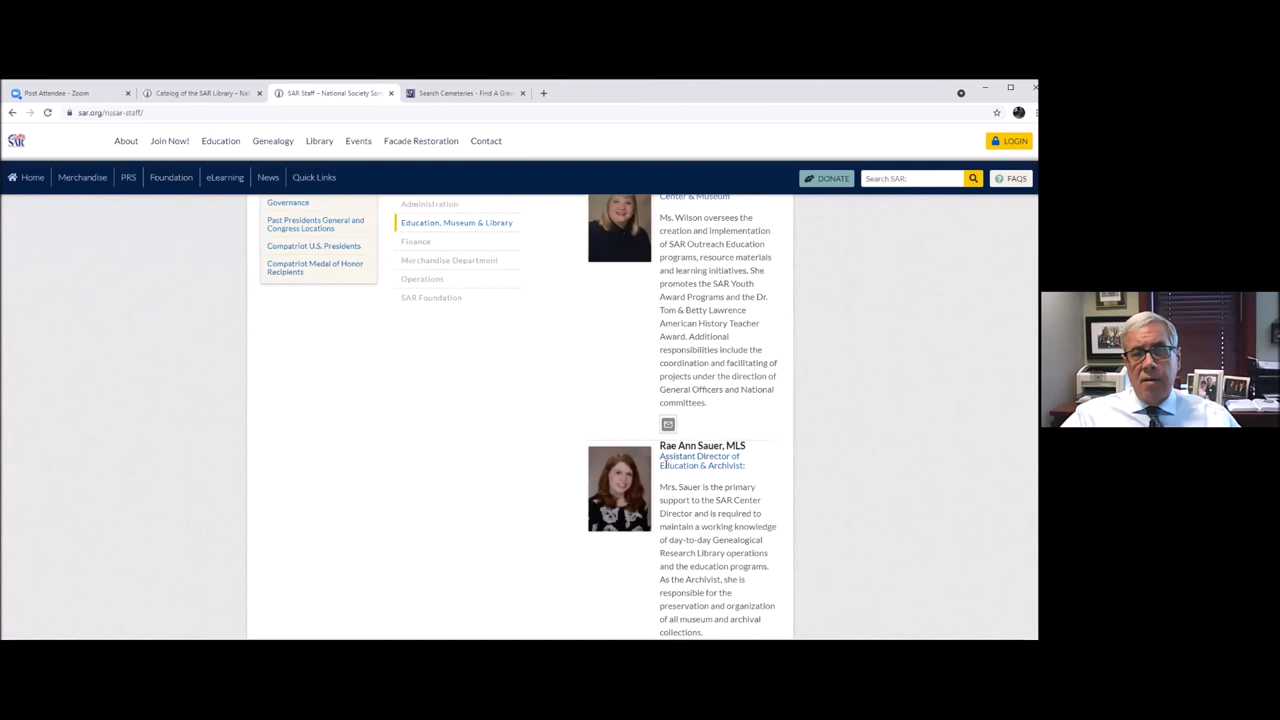 Post Attendee - Zoom
Catalog of the SAR Library – Nat
SAR Staff – National Society Son
Search Cemeteries - Find A Grav
sar.org/nssar-staff/
SAR
About
Join Now!
Education
Genealogy
Library
Events
Facade Restoration
Contact
LOGIN
Home
Merchandise
PRS
Foundation
eLearning
News
Quick Links
DONATE
Search SAR:
FAQS
Governance
Past Presidents General and
Congress Locations
Compatriot U.S. Presidents
Compatriot Medal of Honor
Recipients
Administration
Education, Museum & Library
Finance
Merchandise Department
Operations
SAR Foundation
Center & Museum
Ms. Wilson oversees the
creation and implementation
of SAR Outreach Education
programs, resource materials
and learning initiatives. She
promotes the SAR Youth
Award Programs and the Dr.
Tom & Betty Lawrence
American History Teacher
Award. Additional
responsibilities include the
coordination and facilitating of
projects under the direction of
General Officers and National
committees.
Rae Ann Sauer, MLS
Assistant Director of
Education & Archivist:
Mrs. Sauer is the primary
support to the SAR Center
Director and is required to
maintain a working knowledge
of day-to-day Genealogical
Research Library operations
and the education programs.
As the Archivist, she is
responsible for the
preservation and organization
of all museum and archival
collections.